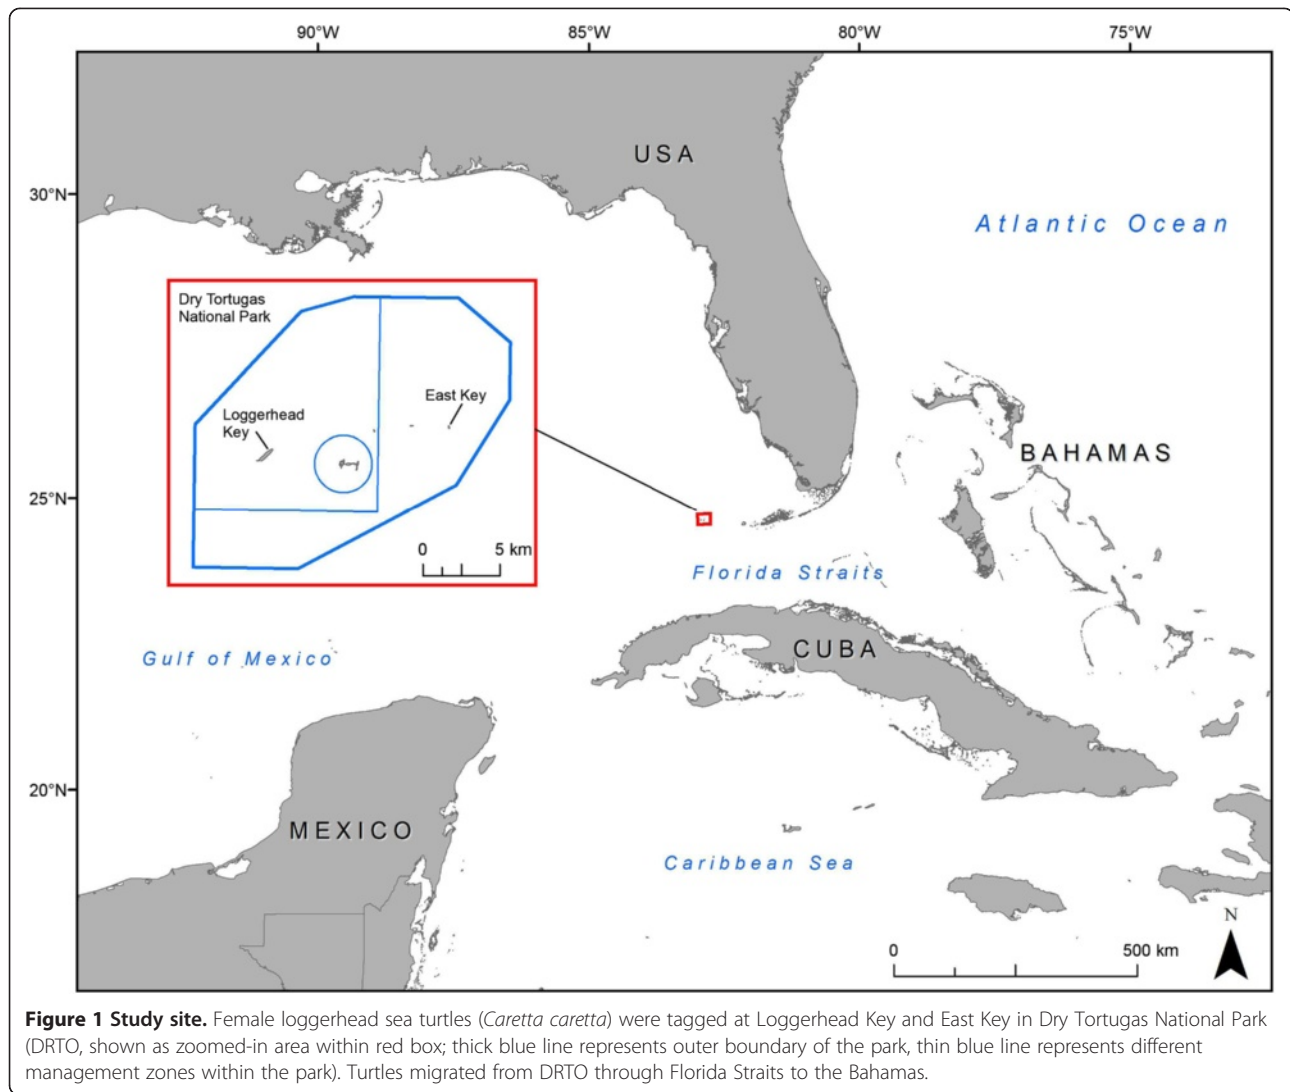 90°W 85°W 80°W 75°W
USA
30°N
Atlantic Ocean
Dry Tortugas
National Park
East Key
Loggerhead
Key
BAHAMAS
25°N
0 5 km
Florida Straits
Gulf of Mexico
CUBA
20°N
MEXICO
Caribbean Sea
N
0 500 km
Figure 1 Study site. Female loggerhead sea turtles (Caretta caretta) were tagged at Loggerhead Key and East Key in Dry Tortugas National Park
(DRTO, shown as zoomed-in area within red box; thick blue line represents outer boundary of the park, thin blue line represents different
management zones within the park). Turtles migrated from DRTO through Florida Straits to the Bahamas.